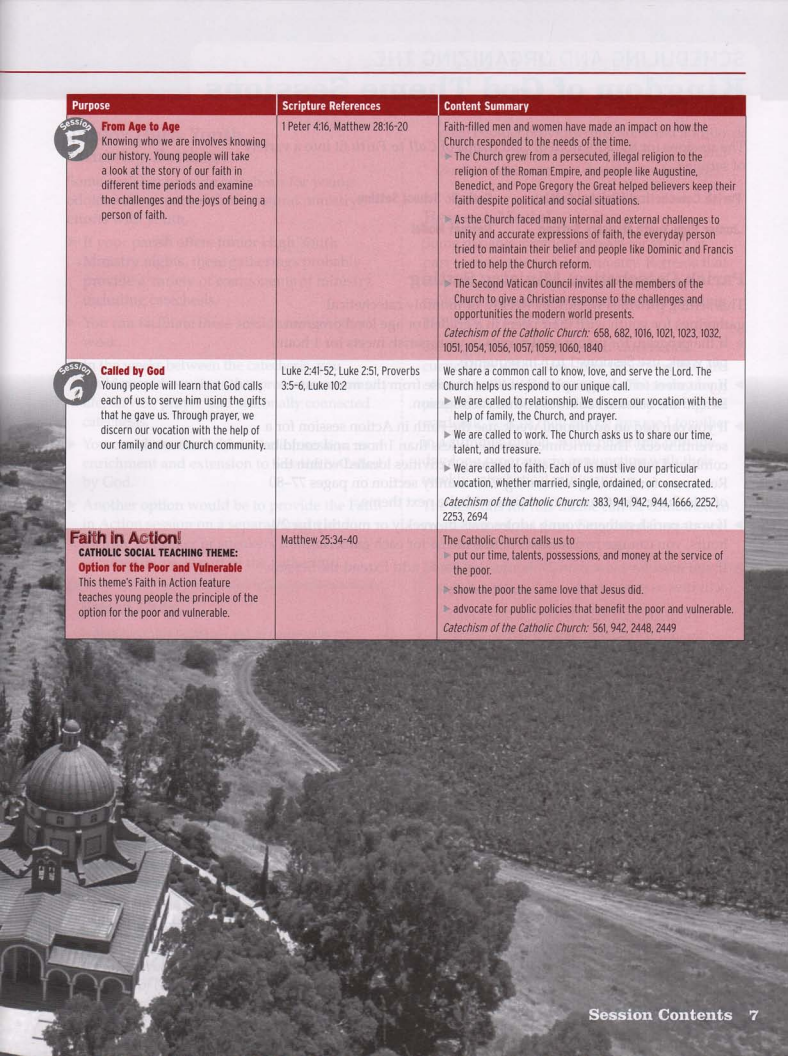 Purpose
Scripture References
Content Summary
Session
5
From Age to Age
Knowing who we are involves knowing
our history. Young people will take
a look at the story of our faith in
different time periods and examine
the challenges and the joys of being a
person of faith.
1 Peter 4:16, Matthew 28:16-20
Faith-filled men and women have made an impact on how the
Church responded to the needs of the time.
The Church grew from a persecuted, illegal religion to the
religion of the Roman Empire, and people like Augustine,
Benedict, and Pope Gregory the Great helped believers keep their
faith despite political and social situations.
As the Church faced many internal and external challenges to
unity and accurate expressions of faith, the everyday person
tried to maintain their belief and people like Dominic and Francis
tried to help the Church reform.
The Second Vatican Council invites all the members of the
Church to give a Christian response to the challenges and
opportunities the modern world presents.
Catechism of the Catholic Church: 658, 682, 1016, 1021, 1023, 1032,
1051, 1054, 1056, 1057, 1059, 1060, 1840
Session
6
Called by God
Young people will learn that God calls
each of us to serve him using the gifts
that he gave us. Through prayer, we
discern our vocation with the help of
our family and our Church community.
Luke 2:41-52, Luke 2:51, Proverbs
3:5-6, Luke 10:2
We share a common call to know, love, and serve the Lord. The
Church helps us respond to our unique call.
We are called to relationship. We discern our vocation with the
help of family, the Church, and prayer.
We are called to work. The Church asks us to share our time,
talent, and treasure.
We are called to faith. Each of us must live our particular
vocation, whether married, single, ordained, or consecrated.
Catechism of the Catholic Church: 383, 941, 942, 944, 1666, 2252,
2253, 2694
Faith in Action!
CATHOLIC SOCIAL TEACHING THEME:
Option for the Poor and Vulnerable
This theme's Faith in Action feature
teaches young people the principle of the
option for the poor and vulnerable.
Matthew 25:34-40
The Catholic Church calls us to
put our time, talents, possessions, and money at the service of
the poor.
show the poor the same love that Jesus did.
advocate for public policies that benefit the poor and vulnerable.
Catechism of the Catholic Church: 561, 942, 2448, 2449
Session Contents 7